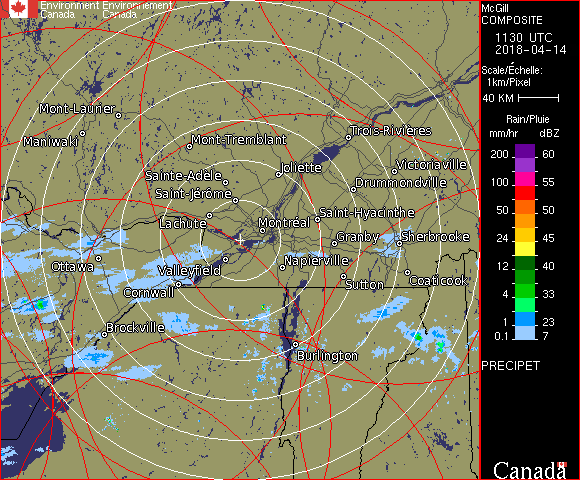 Environment Environnement
Canada Canada
McGill
COMPOSITE
1130 UTC
2018-04-14
Scale/Échelle:
1km/Pixel
40 KM
Rain/Pluie
mm/hr dBZ
200 60
100 55
100 55
50 50
24 45
12 40
4 33
1 23
0.1 7
PRECIPET
Canada
Mont-Laurier
Maniwaki
Mont-Tremblant
Trois-Rivières
Sainte-Adèle
Joliette
Victoriaville
Saint-Jérôme
Drummondville
Lachute
Montréal
Saint-Hyacinthe
Ottawa
Valleyfield
Granby
Sherbrooke
Napierville
Cornwall
Sutton
Coaticook
Brockville
Burlington